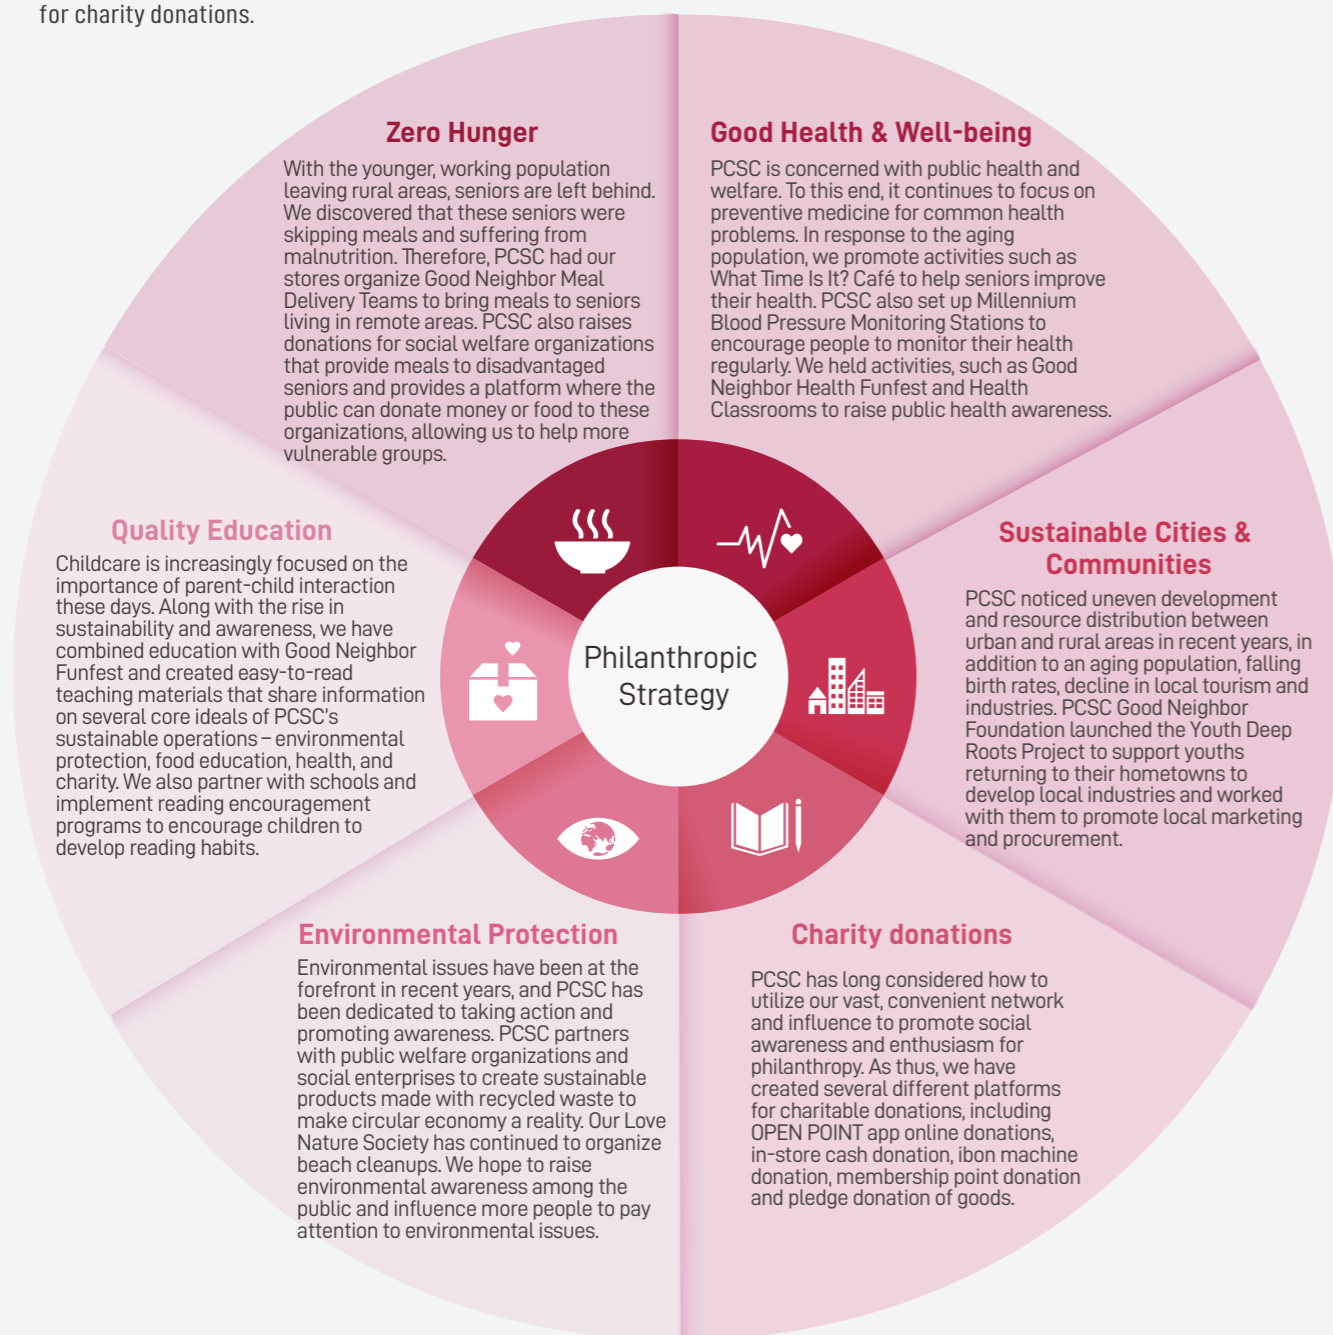 for charity donations.
Zero Hunger
With the younger, working population
leaving rural areas, seniors are left behind.
We discovered that these seniors were
skipping meals and suffering from
malnutrition. Therefore, PCSC had our
stores organize Good Neighbor Meal
Delivery Teams to bring meals to seniors
living in remote areas. PCSC also raises
donations for social welfare organizations
that provide meals to disadvantaged
seniors and provides a platform where the
public can donate money or food to these
organizations, allowing us to help more
vulnerable groups.
Good Health & Well-being
PCSC is concerned with public health and
welfare. To this end, it continues to focus on
preventive medicine for common health
problems. In response to the aging
population, we promote activities such as
What Time Is It? Café to help seniors improve
their health. PCSC also set up Millennium
Blood Pressure Monitoring Stations to
encourage people to monitor their health
regularly. We held activities, such as Good
Neighbor Health Funfest and Health
Classrooms to raise public health awareness.
Quality Education
Childcare is increasingly focused on the
importance of parent-child interaction
these days. Along with the rise in
sustainability and awareness, we have
combined education with Good Neighbor
Funfest and created easy-to-read
teaching materials that share information
on several core ideals of PCSC's
sustainable operations – environmental
protection, food education, health, and
charity. We also partner with schools and
implement reading encouragement
programs to encourage children to
develop reading habits.
Philanthropic
Strategy
Sustainable Cities &
Communities
PCSC noticed uneven development
and resource distribution between
urban and rural areas in recent years, in
addition to an aging population, falling
birth rates, decline in local tourism and
industries. PCSC Good Neighbor
Foundation launched the Youth Deep
Roots Project to support youths
returning to their hometowns to
develop local industries and worked
with them to promote local marketing
and procurement.
Environmental Protection
Environmental issues have been at the
forefront in recent years, and PCSC has
been dedicated to taking action and
promoting awareness. PCSC partners
with public welfare organizations and
social enterprises to create sustainable
products made with recycled waste to
make circular economy a reality. Our Love
Nature Society has continued to organize
beach cleanups. We hope to raise
environmental awareness among the
public and influence more people to pay
attention to environmental issues.
Charity donations
PCSC has long considered how to
utilize our vast, convenient network
and influence to promote social
awareness and enthusiasm for
philanthropy. As thus, we have
created several different platforms
for charitable donations, including
OPEN POINT app online donations,
in-store cash donation, ibon machine
donation, membership point donation
and pledge donation of goods.